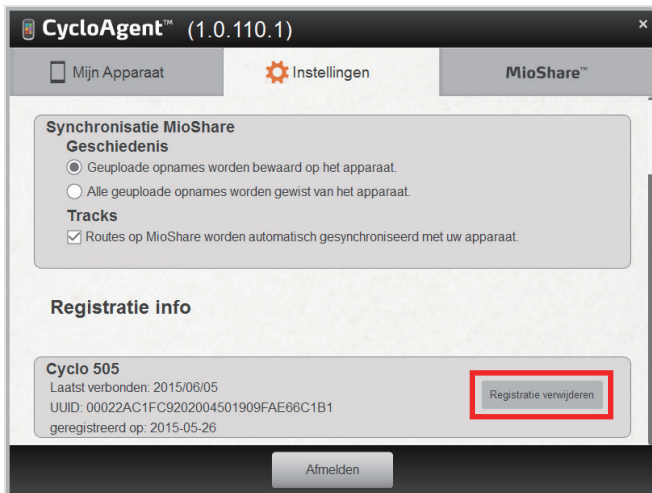 CycloAgent™ (1.0.110.1)
×
Mijn Apparaat
Instellingen
MioShare™
Synchronisatie MioShare
Geschiedenis
Geuploade opnames worden bewaard op het apparaat.
Alle geuploade opnames worden gewist van het apparaat.
Tracks
Routes op MioShare worden automatisch gesynchroniseerd met uw apparaat.
Registratie info
Cyclo 505
Laatst verbonden: 2015/06/05
UUID: 00022AC1FC9202004501909FAE66C1B1
geregistreerd op: 2015-05-26
Registratie verwijderen
Afmelden